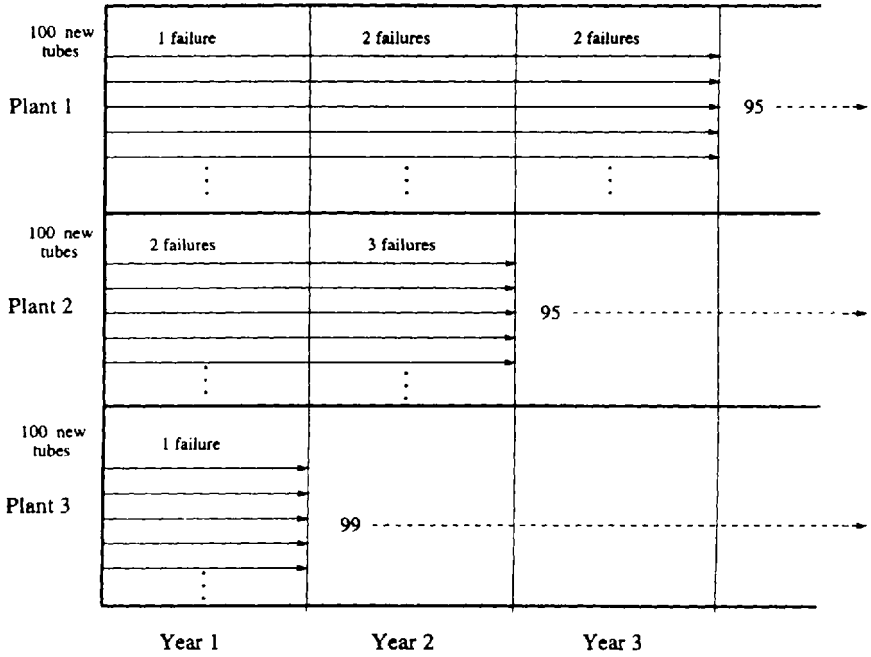 100 new
tubes
1 failure
2 failures
2 failures
Plant 1
95
100 new
tubes
2 failures
3 failures
Plant 2
95
100 new
tubes
1 failure
Plant 3
99
Year 1
Year 2
Year 3